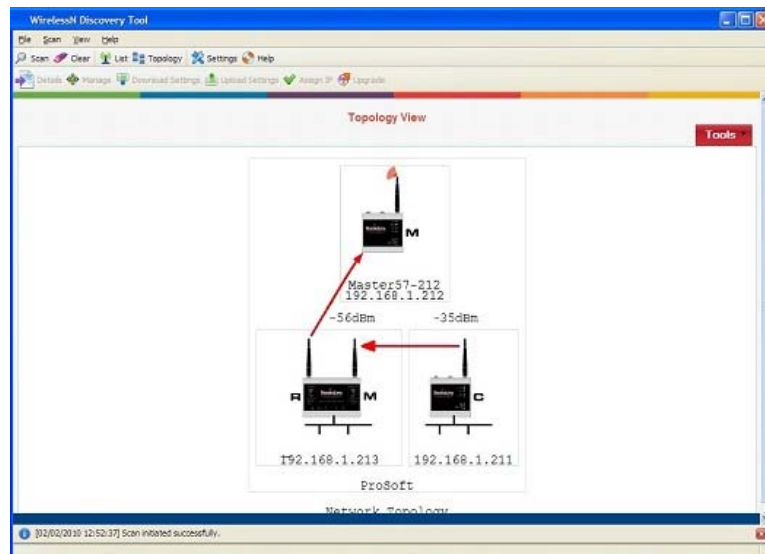 WirelessN Discovery Tool
File Scan View Help
Scan Clear List Topology Settings Help
Details Manage Download Settings Upload Settings Assign IP Upgrade
Topology View
Tools
M
Master57-212
192.168.1.212
-56dBm -35dBm
R M C
192.168.1.213 192.168.1.211
ProSoft
Network Topology
[02/02/2010 12:52:37] Scan initiated successfully.